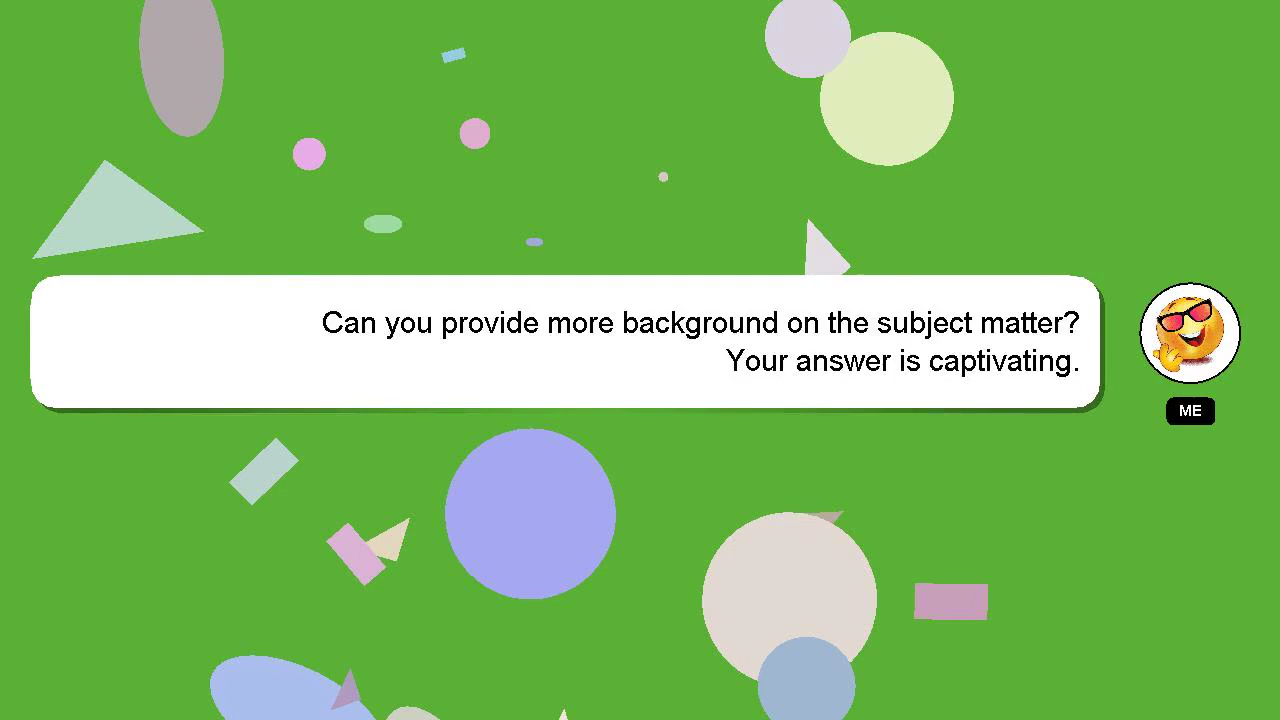 Can you provide more background on the subject matter?
Your answer is captivating.
ME